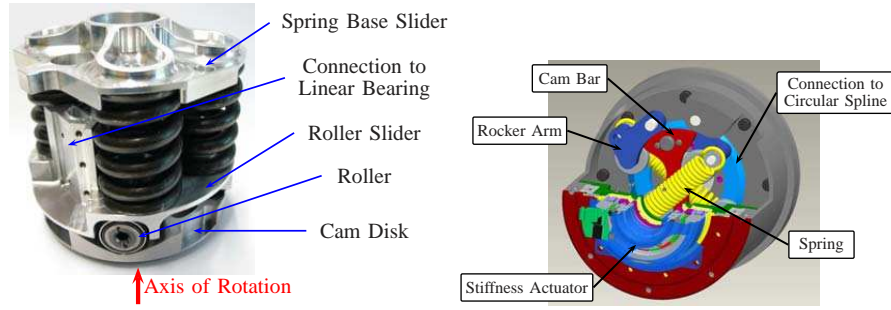 Spring Base Slider
Connection to
Linear Bearing
Roller Slider
Roller
Cam Disk
Axis of Rotation
Cam Bar
Connection to
Circular Spline
Rocker Arm
Spring
Stiffness Actuator